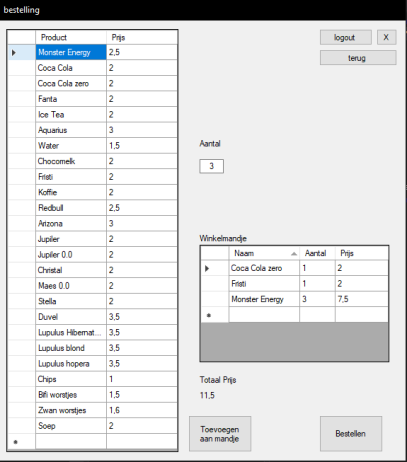 bestelling
logout X
terug
Product Prijs
Monster Energy 2,5
Coca Cola 2
Coca Cola zero 2
Fanta 2
Ice Tea 2
Aquarius 3
Water 1,5
Chocomelk 2
Fristi 2
Koffie 2
Redbull 2,5
Arizona 3
Jupiler 2
Jupiler 0.0 2
Christal 2
Maes 0.0 2
Stella 2
Duvel 3,5
Lupulus Hibernat... 3,5
Lupulus blond 3,5
Lupulus hopera 3,5
Chips 1
Bifi worstjes 1,5
Zwan worstjes 1,6
Soep 2
Aantal
3
Winkelmandje
Naam Aantal Prijs
Coca Cola zero 1 2
Fristi 1 2
Monster Energy 3 7,5
Totaal Prijs
11,5
Toevoegen
aan mandje
Bestellen